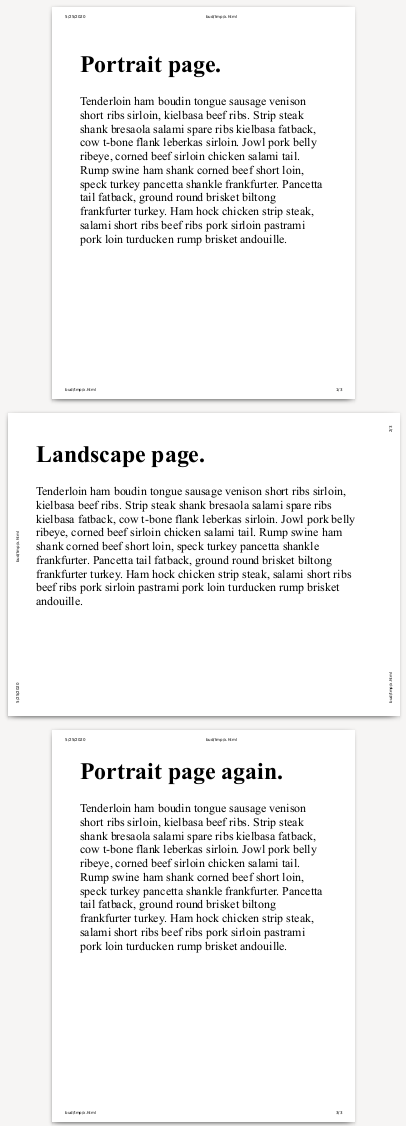 5/25/2020
Portrait page.
Tenderloin ham boudin tongue sausage venison
short ribs sirloin, kielbasa beef ribs. Strip steak
shank bresaola salami spare ribs kielbasa fatback,
cow t-bone flank leberkas sirloin. Jowl pork belly
ribeye, corned beef sirloin chicken salami tail.
Rump swine ham shank corned beef short loin,
speck turkey pancetta shankle frankfurter. Pancetta
tail fatback, ground round brisket biltong
frankfurter turkey. Ham hock chicken strip steak,
salami short ribs beef ribs pork sirloin pastrami
pork loin turducken rump brisket andouille.
1/3
2/3
Landscape page.
Tenderloin ham boudin tongue sausage venison short ribs sirloin,
kielbasa beef ribs. Strip steak shank bresaola salami spare ribs
kielbasa fatback, cow t-bone flank leberkas sirloin. Jowl pork belly
ribeye, corned beef sirloin chicken salami tail. Rump swine ham
shank corned beef short loin, speck turkey pancetta shankle
frankfurter. Pancetta tail fatback, ground round brisket biltong
frankfurter turkey. Ham hock chicken strip steak, salami short ribs
beef ribs pork sirloin pastrami pork loin turducken rump brisket
andouille.
5/25/2020
5/25/2020
Portrait page again.
Tenderloin ham boudin tongue sausage venison
short ribs sirloin, kielbasa beef ribs. Strip steak
shank bresaola salami spare ribs kielbasa fatback,
cow t-bone flank leberkas sirloin. Jowl pork belly
ribeye, corned beef sirloin chicken salami tail.
Rump swine ham shank corned beef short loin,
speck turkey pancetta shankle frankfurter. Pancetta
tail fatback, ground round brisket biltong
frankfurter turkey. Ham hock chicken strip steak,
salami short ribs beef ribs pork sirloin pastrami
pork loin turducken rump brisket andouille.
3/3